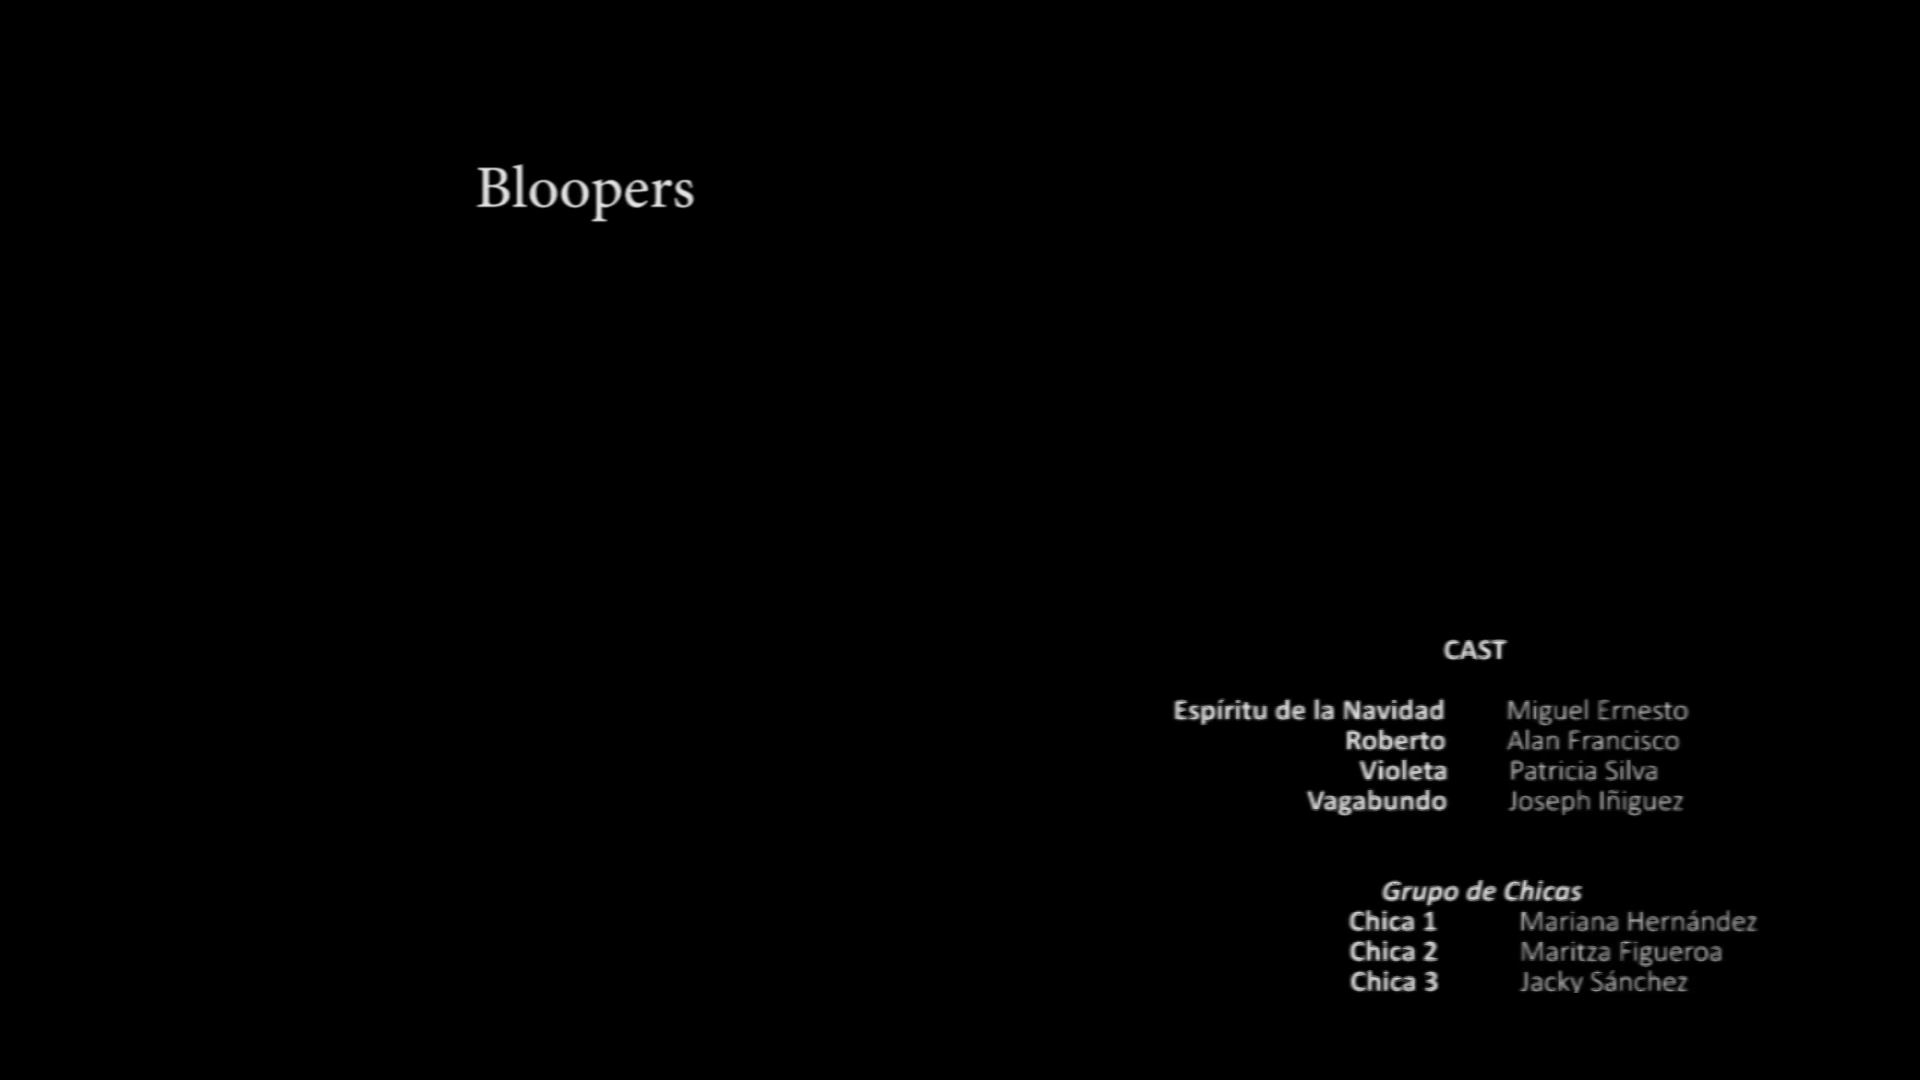 Bloopers
CAST
Espíritu de la Navidad Miguel Ernesto
Roberto Alan Francisco
Violeta Patricia Silva
Vagabundo Joseph Iñiguez
Grupo de Chicas
Chica 1 Mariana Hernández
Chica 2 Maritza Figueroa
Chica 3 Jacky Sánchez